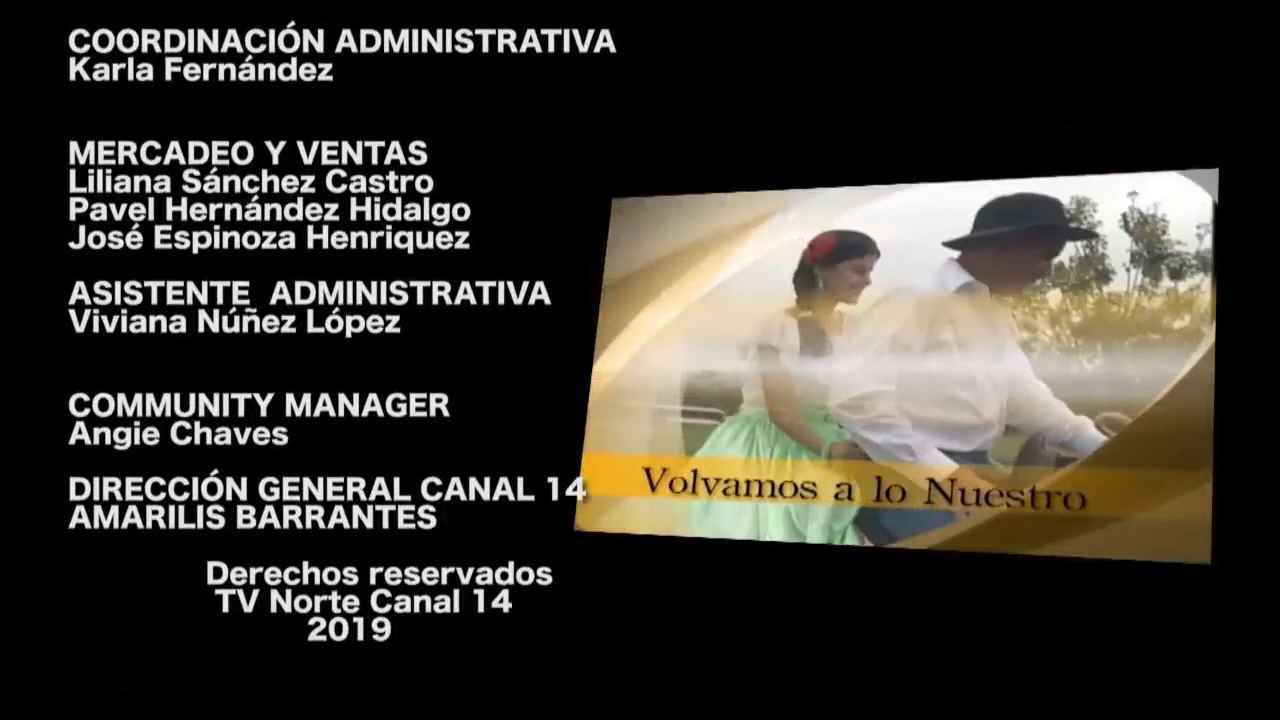 COORDINACIÓN ADMINISTRATIVA
Karla Fernández
MERCADEO Y VENTAS
Liliana Sánchez Castro
Pavel Hernández Hidalgo
José Espinoza Henriquez
ASISTENTE ADMINISTRATIVA
Viviana Núñez López
COMMUNITY MANAGER
Angie Chaves
DIRECCIÓN GENERAL CANAL 14
AMARILIS BARRANTES
Derechos reservados
TV Norte Canal 14
2019
Volvamos a lo Nuestro